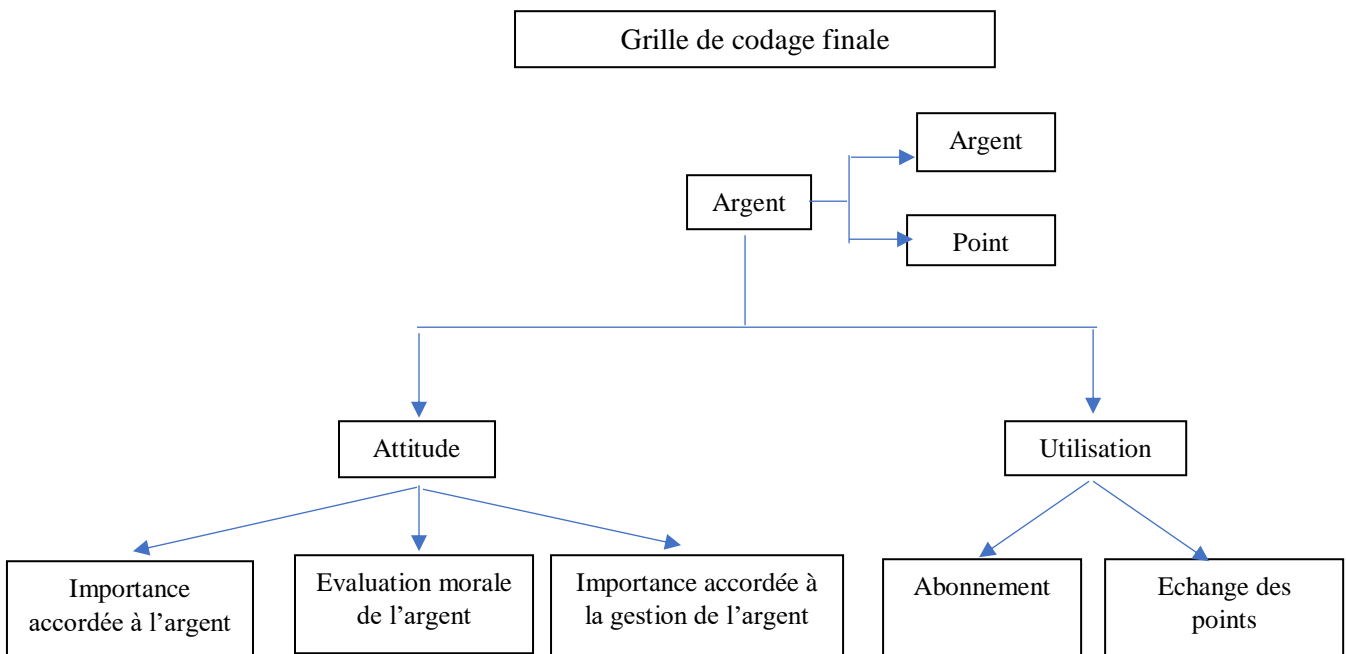 Grille de codage finale
Argent
Argent
Point
Attitude
Utilisation
Importance
accordée à l’argent
Evaluation morale
de l’argent
Importance accordée à
la gestion de l’argent
Abonnement
Echange des
points